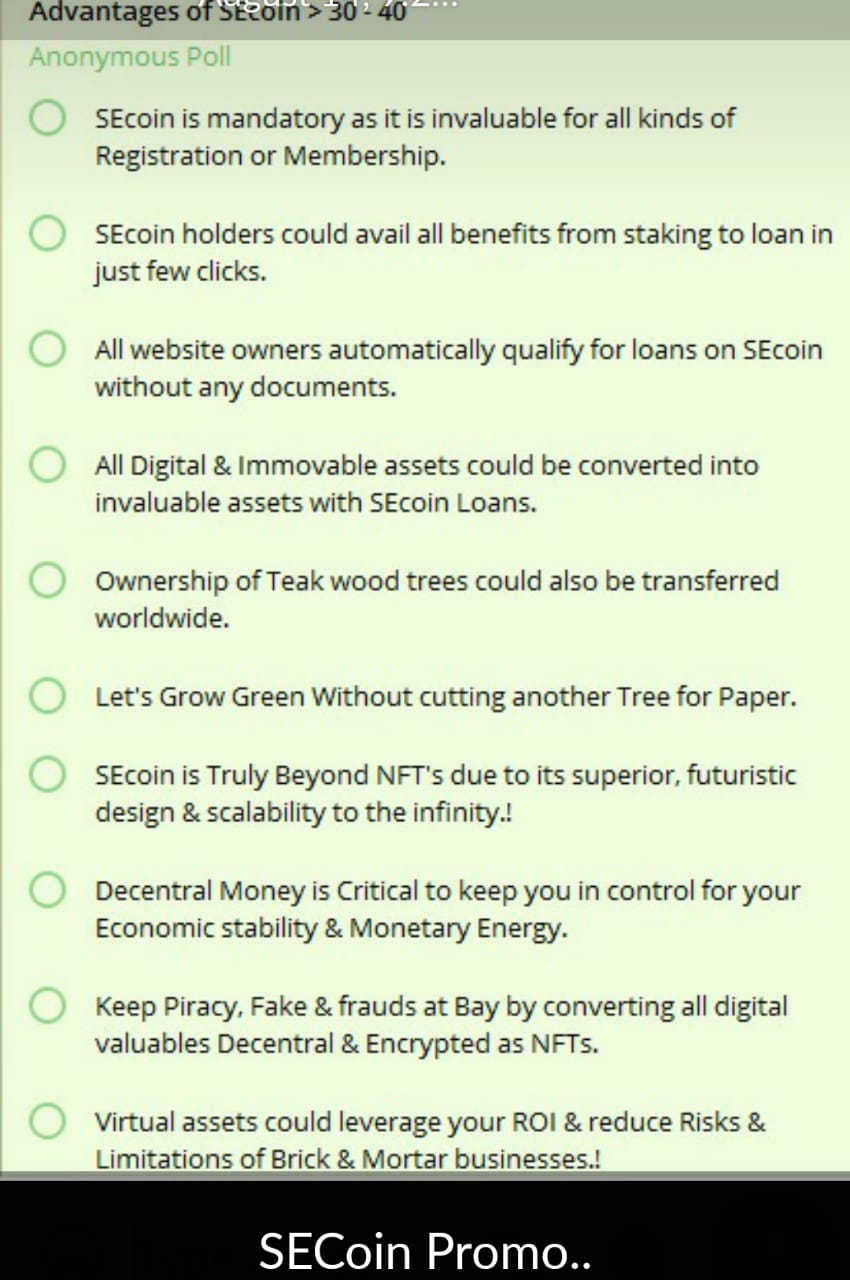 Advantages of SEcoin > 30 - 40
Anonymous Poll
SEcoin is mandatory as it is invaluable for all kinds of
Registration or Membership.
SEcoin holders could avail all benefits from staking to loan in
just few clicks.
All website owners automatically qualify for loans on SEcoin
without any documents.
All Digital & Immovable assets could be converted into
invaluable assets with SEcoin Loans.
Ownership of Teak wood trees could also be transferred
worldwide.
Let's Grow Green Without cutting another Tree for Paper.
SEcoin is Truly Beyond NFT's due to its superior, futuristic
design & scalability to the infinity.!
Decentral Money is Critical to keep you in control for your
Economic stability & Monetary Energy.
Keep Piracy, Fake & frauds at Bay by converting all digital
valuables Decentral & Encrypted as NFTs.
Virtual assets could leverage your ROI & reduce Risks &
Limitations of Brick & Mortar businesses.!
SECoin Promo..